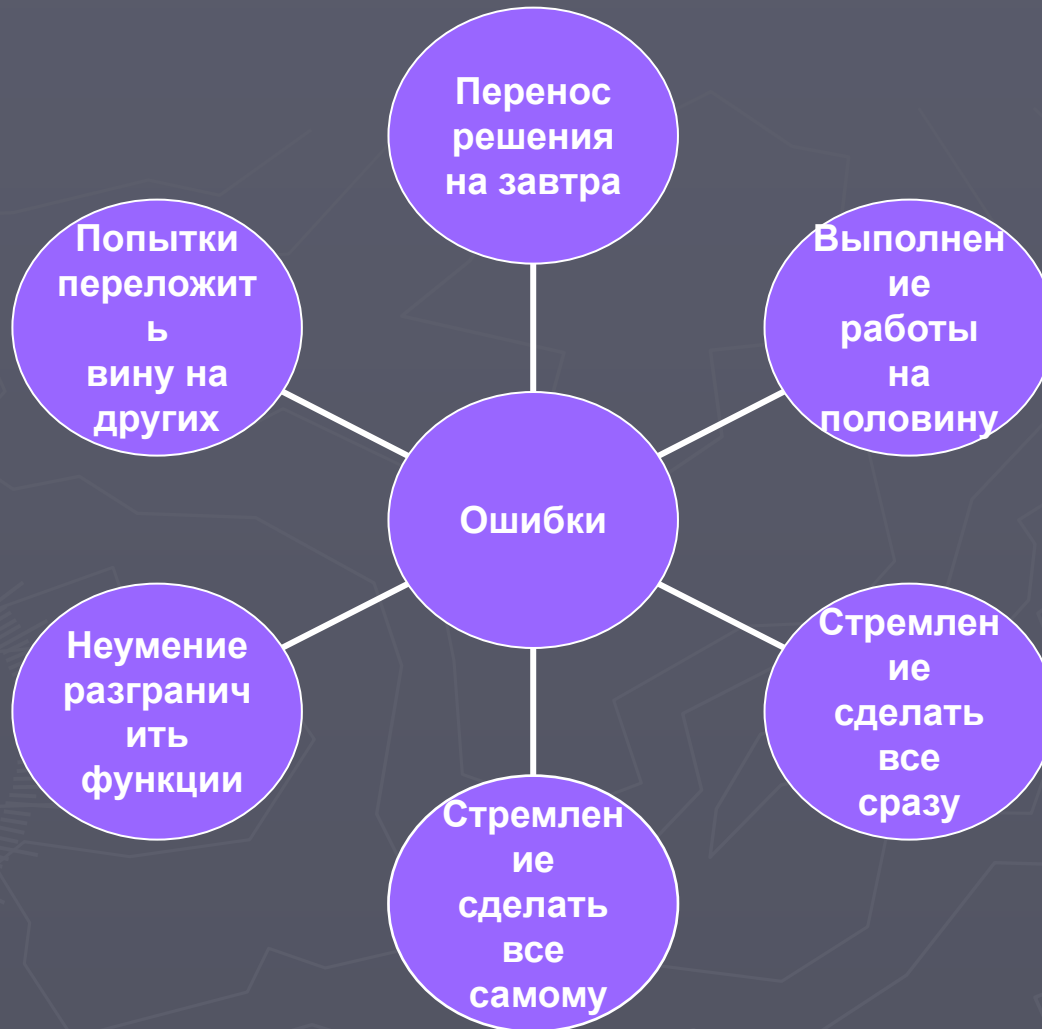 Перенос
решения
на завтра
Выполнен
ие
работы
на
половину
Стремлен
ие
сделать
все
сразу
Стремлен
ие
сделать
все
самому
Неумение
разгранич
ить
функции
Попытки
переложит
ь
вину на
других
Ошибки